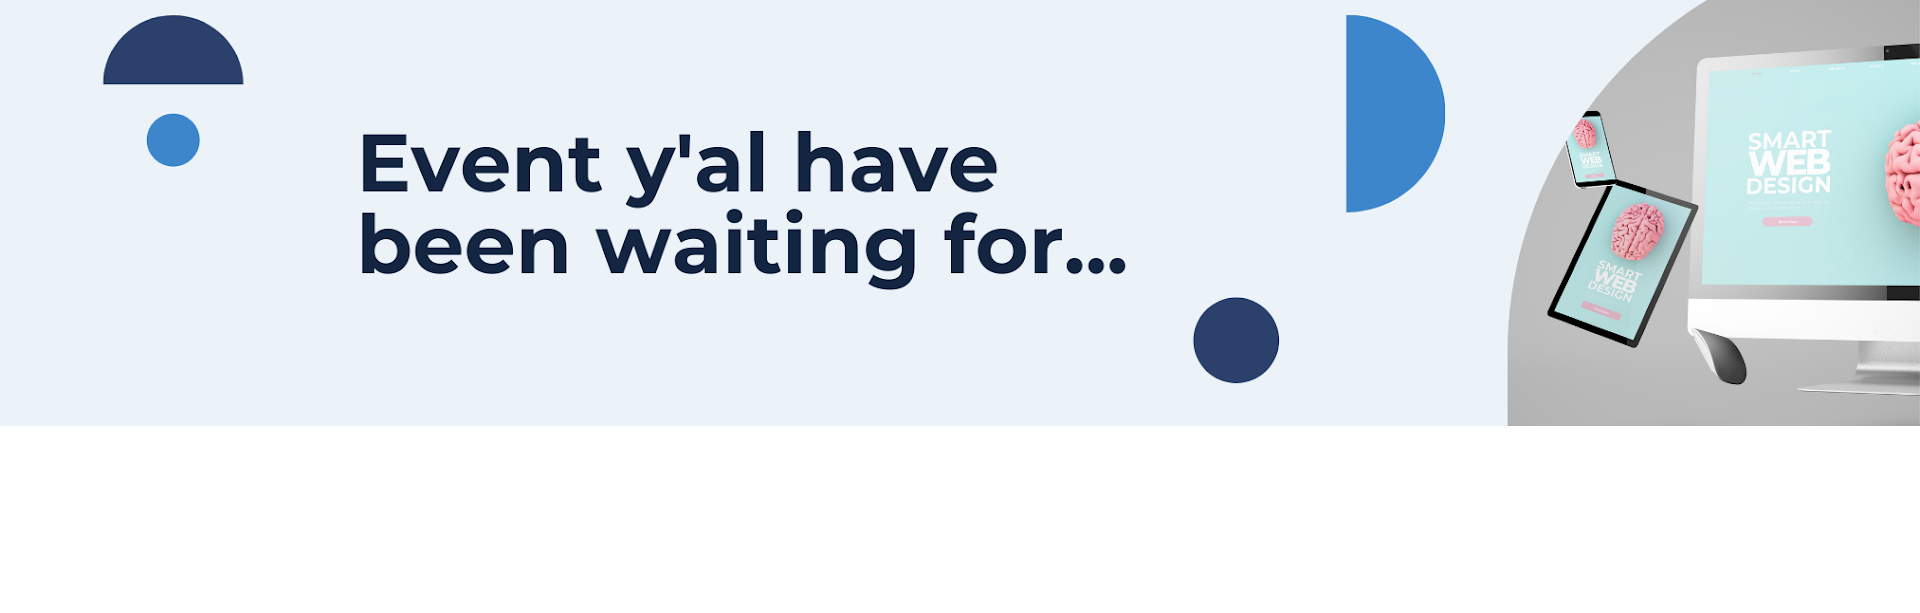 Event y'al have
been waiting for...
SMART
WEB
DESIGN
SMART
WEB
DESIGN
SMART
WEB
DESIGN